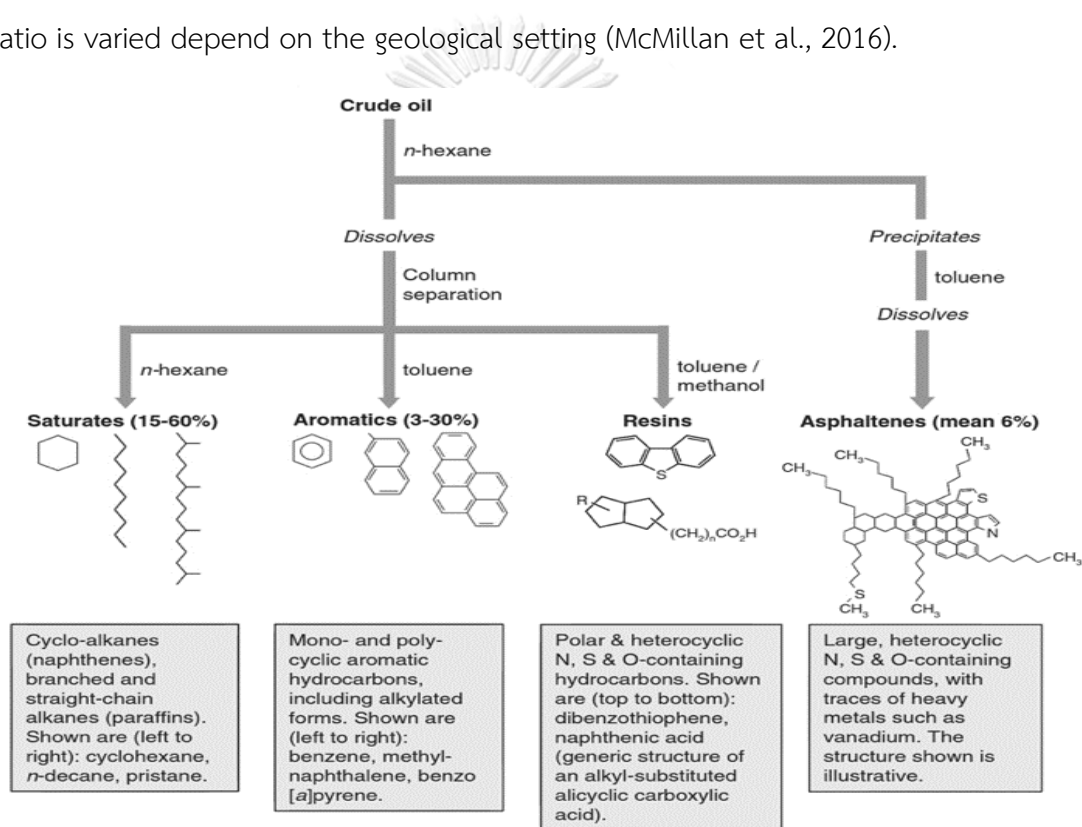 atio is varied depend on the geological setting (McMillan et al., 2016).
Crude oil
n-hexane
Dissolves
Precipitates
Column
separation
toluene
Dissolves
n-hexane
toluene
toluene /
methanol
Saturates (15-60%)
Aromatics (3-30%)
Resins
Asphaltenes (mean 6%)
S
R
(CH₂)ₙCO₂H
CH₃
CH₃
CH₃
S
N
CH₃
S
CH₃
CH₃
Cyclo-alkanes
(naphthenes),
branched and
straight-chain
alkanes (paraffins).
Shown are (left to
right): cyclohexane,
n-decane, pristane.
Mono- and poly-
cyclic aromatic
hydrocarbons,
including alkylated
forms. Shown are
(left to right):
benzene, methyl-
naphthalene, benzo
[a]pyrene.
Polar & heterocyclic
N, S & O-containing
hydrocarbons. Shown
are (top to bottom):
dibenzothiophene,
naphthenic acid
(generic structure of
an alkyl-substituted
alicyclic carboxylic
acid).
Large, heterocyclic
N, S & O-containing
compounds, with
traces of heavy
metals such as
vanadium. The
structure shown is
illustrative.